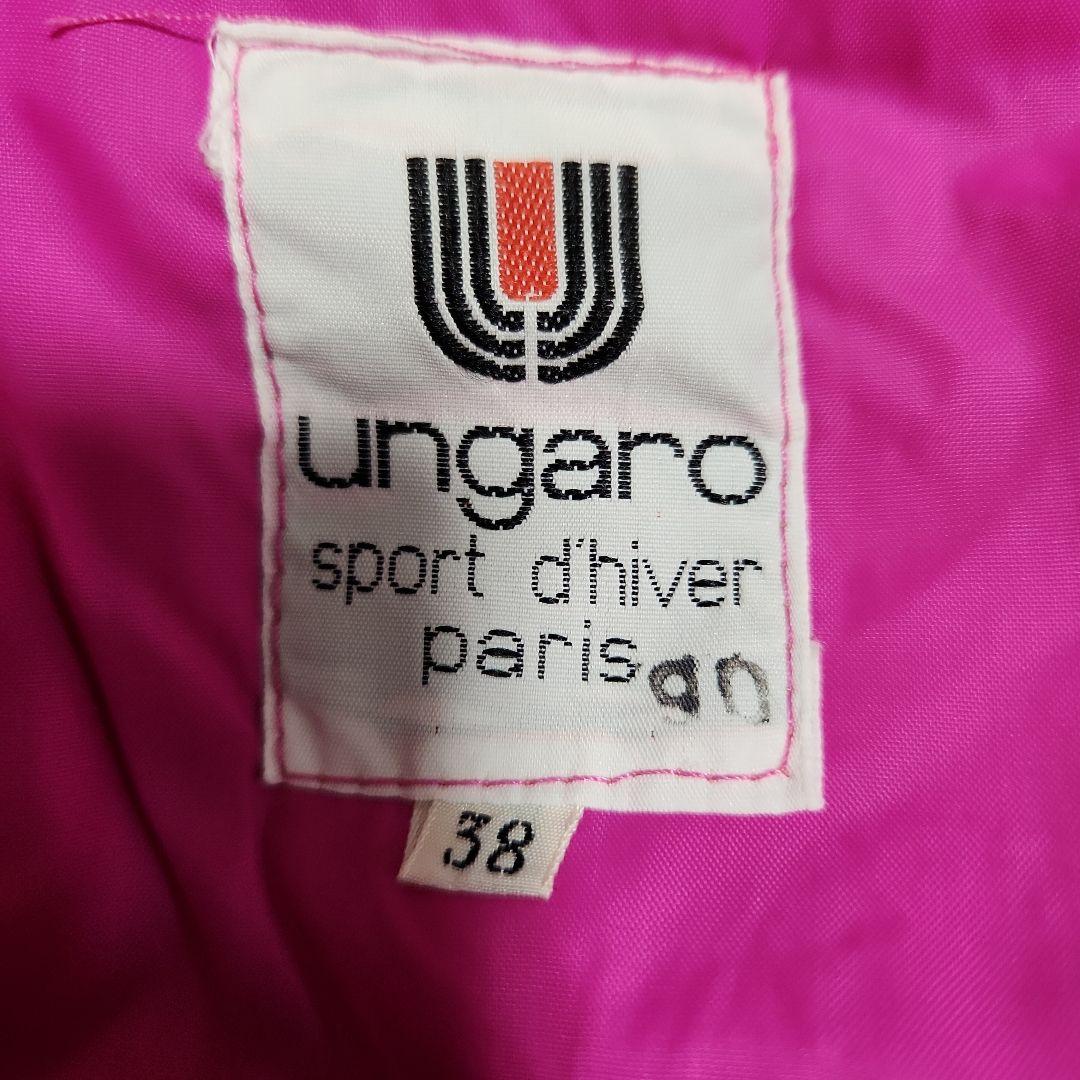 ungaro
sport d'hiver
paris
38